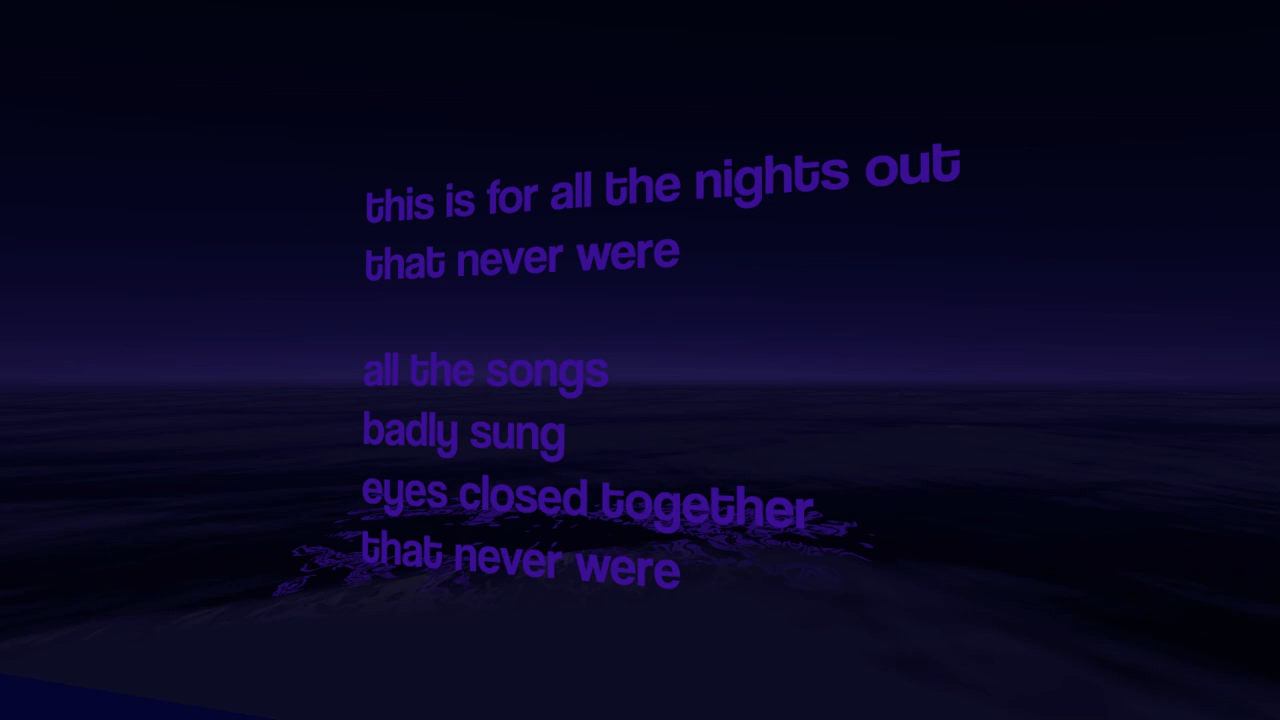 this is for all the nights out
that never were
all the songs
badly sung
eyes closed together
that never were